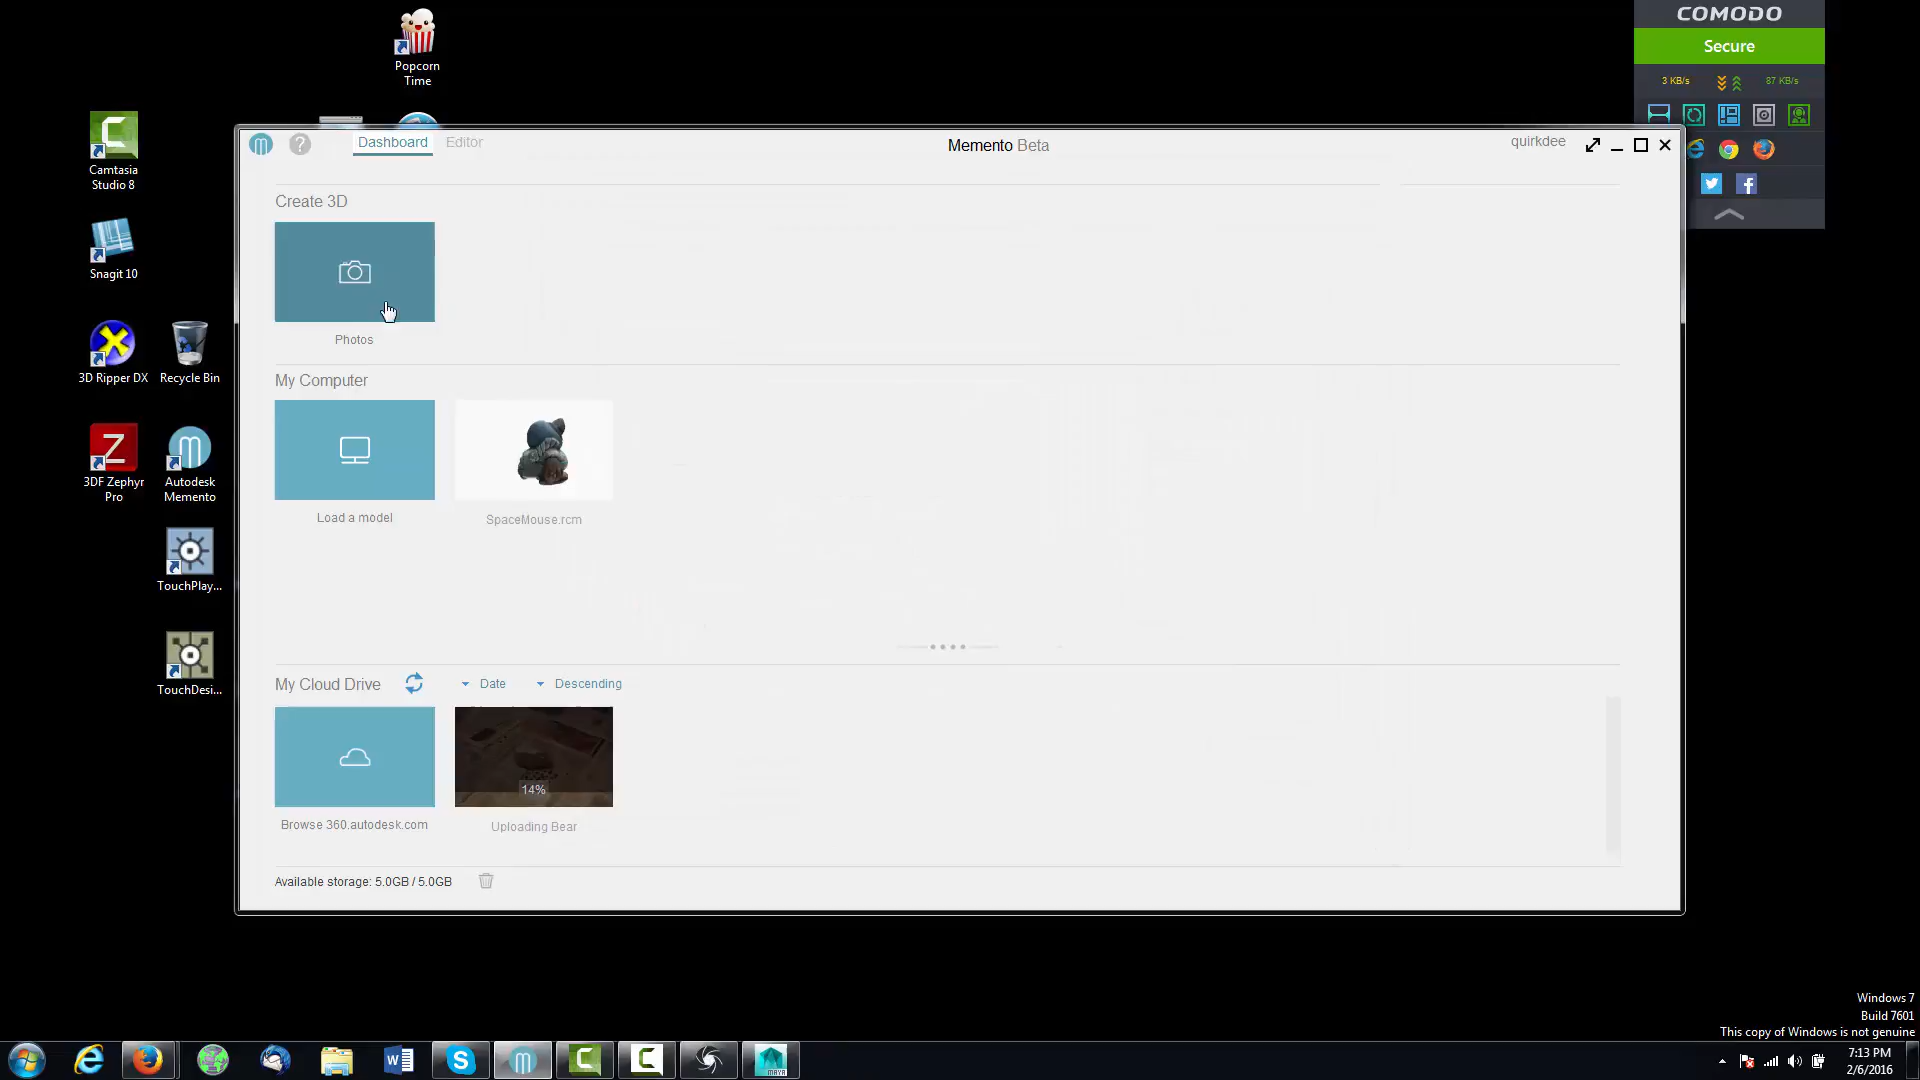 COMODO
Secure
3 KB/s
87 KB/s
Popcorn
Time
Camtasia
Studio 8
Snagit 10
3D Ripper DX
Recycle Bin
3DF Zephyr
Pro
Autodesk
Memento
TouchPlay...
TouchDesi...
Dashboard
Editor
Memento Beta
quirkdee
Create 3D
Photos
My Computer
Load a model
SpaceMouse.rcm
My Cloud Drive
Date
Descending
14%
Browse 360.autodesk.com
Uploading Bear
Available storage: 5.0GB / 5.0GB
Windows 7
Build 7601
This copy of Windows is not genuine
MAYA
7:13 PM
2/6/2016